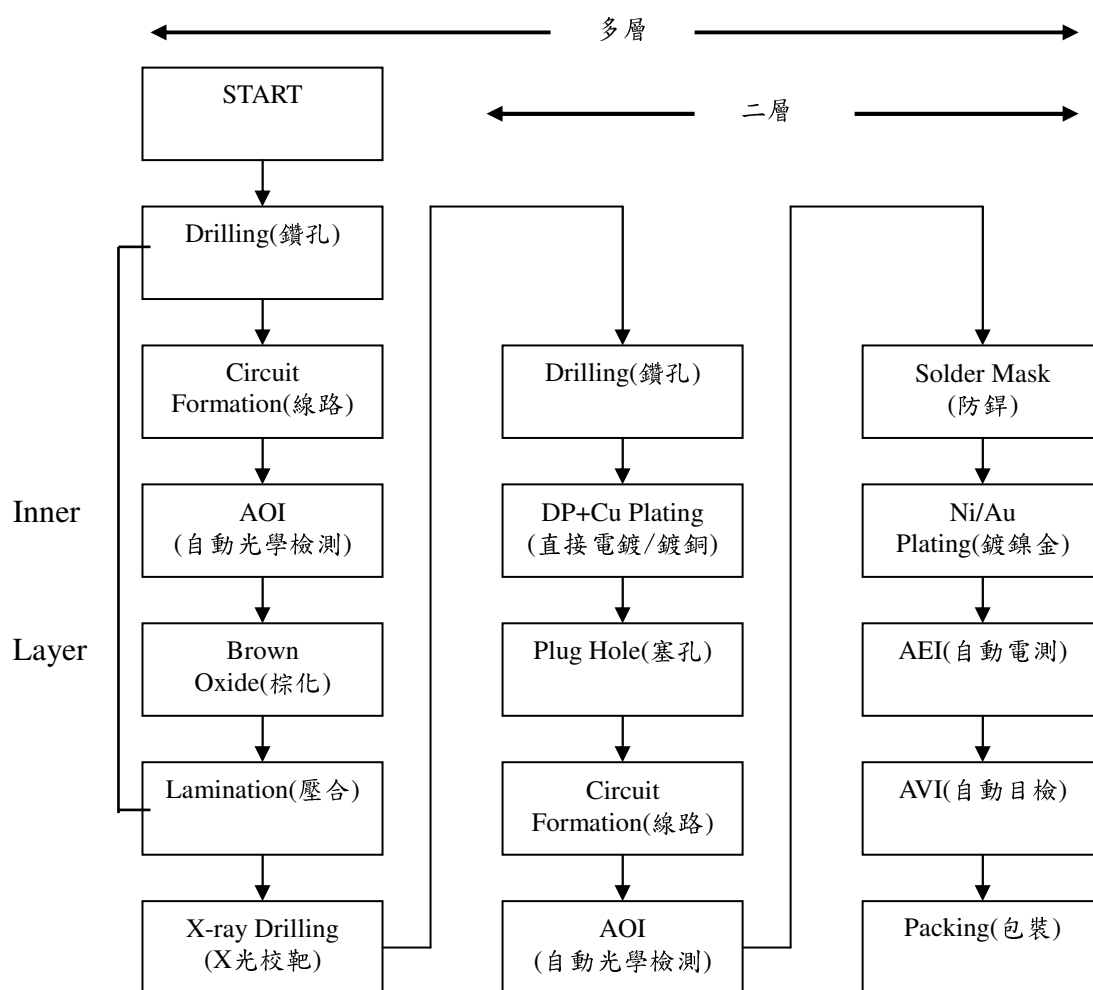 多層
二層
START
Drilling(鑽孔)
Circuit
Formation(線路)
AOI
(自動光學檢測)
Brown
Oxide(棕化)
Lamination(壓合)
X-ray Drilling
(X光校靶)
Inner
Layer
Drilling(鑽孔)
DP+Cu Plating
(直接電鍍/鍍銅)
Plug Hole(塞孔)
Circuit
Formation(線路)
AOI
(自動光學檢測)
Solder Mask
(防銲)
Ni/Au
Plating(鍍鎳金)
AEI(自動電測)
AVI(自動目檢)
Packing(包裝)